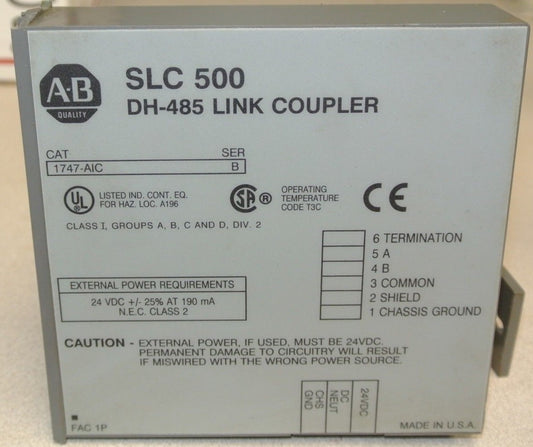 A-B
QUALITY
SLC 500
DH-485 LINK COUPLER
CAT SER
1747-AIC B
UL
LISTED IND. CONT. EQ.
FOR HAZ. LOC. A196
SA ®
OPERATING
TEMPERATURE
CODE T3C
CE
CLASS I, GROUPS A, B, C AND D, DIV. 2
6 TERMINATION
5 A
4 B
3 COMMON
2 SHIELD
1 CHASSIS GROUND
EXTERNAL POWER REQUIREMENTS
24 VDC +/- 25% AT 190 mA
N.E.C. CLASS 2
CAUTION - EXTERNAL POWER, IF USED, MUST BE 24VDC.
PERMANENT DAMAGE TO CIRCUITRY WILL RESULT
IF MISWIRED WITH THE WRONG POWER SOURCE.
24VDC
DC
NEUT
CHS
GND
FAC 1P
MADE IN U.S.A.